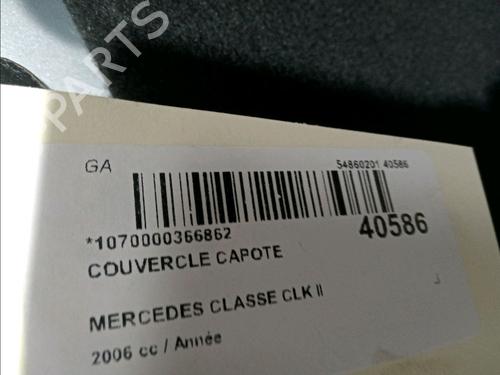 PARTS
GA
54860201 40586
*1070000366862
40586
COUVERCLE CAPOTE
MERCEDES CLASSE CLK II
2006 cc / Année